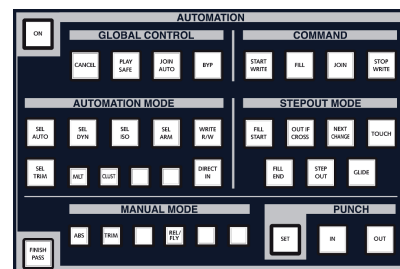 AUTOMATION
ON
GLOBAL CONTROL
COMMAND
CANCEL
PLAY
SAFE
JOIN
AUTO
BYP
START
WRITE
FILL
JOIN
STOP
WRITE
AUTOMATION MODE
STEPOUT MODE
SEL
AUTO
SEL
DYN
SEL
ISO
SEL
ARM
WRITE
R/W
FILL
START
OUT IF
CROSS
NEXT
CHANGE
TOUCH
SEL
TRIM
MLT
CLUST
DIRECT
IN
FILL
END
STEP
OUT
GLIDE
MANUAL MODE
PUNCH
ABS
TRIM
REL/
FLY
SET
IN
OUT
FINISH
PASS